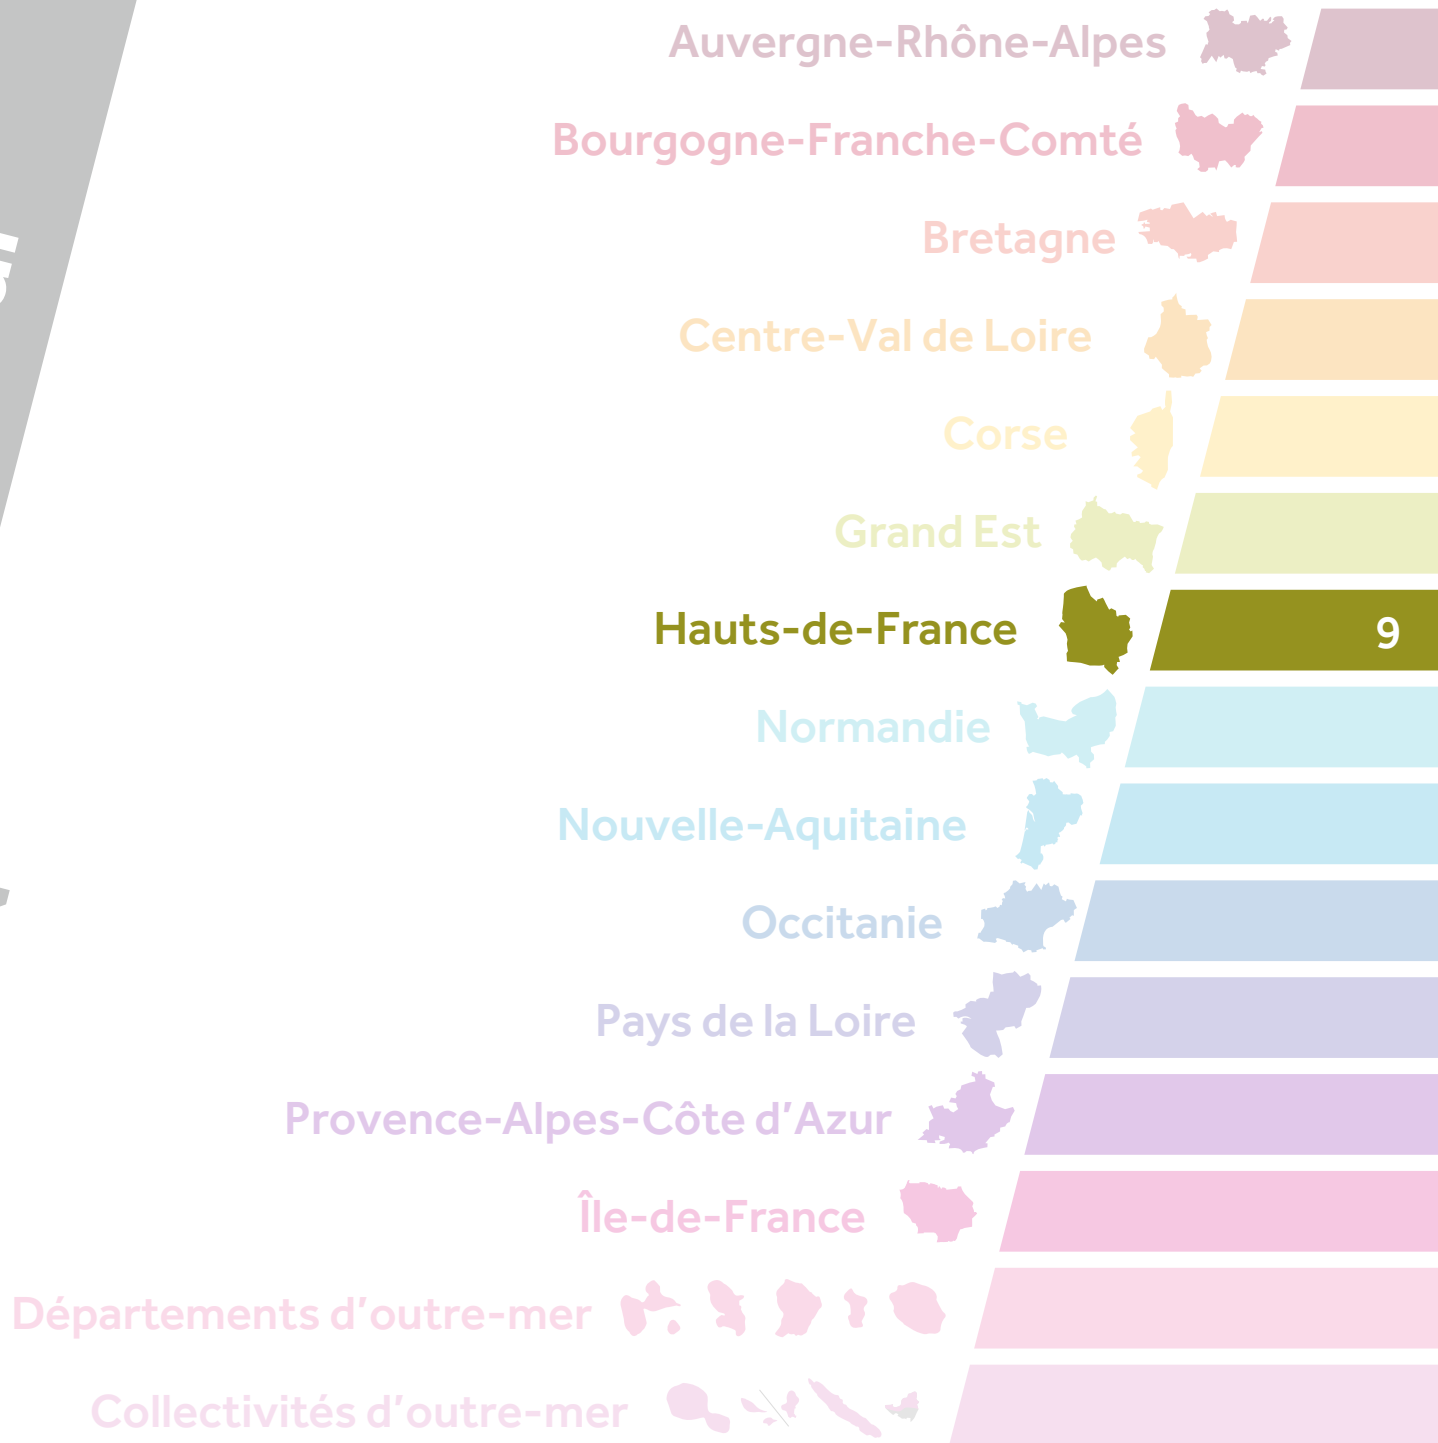 Auvergne-Rhône-Alpes
Bourgogne-Franche-Comté
Bretagne
Centre-Val de Loire
Corse
Grand Est
Hauts-de-France
9
Normandie
Nouvelle-Aquitaine
Occitanie
Pays de la Loire
Provence-Alpes-Côte d’Azur
Île-de-France
Départements d’outre-mer
Collectivités d’outre-mer